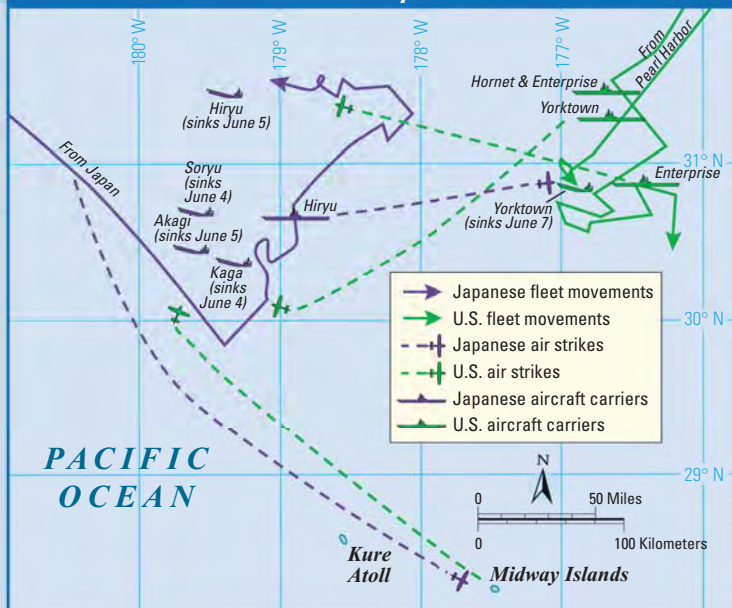 180°
179°
178°
177°
From
Pearl Harbor
Hornet & Enterprise
Yorktown
Hiryu
(sinks June 5)
From Japan
Soryu
(sinks
June 4)
31° N
Enterprise
Akagi
(sinks June 5)
Hiryu
Yorktown
(sinks June 7)
Kaga
(sinks
June 4)
30° N
Japanese fleet movements
U.S. fleet movements
Japanese air strikes
U.S. air strikes
Japanese aircraft carriers
U.S. aircraft carriers
PACIFIC
OCEAN
29° N
N
0 50 Miles
0 100 Kilometers
Kure
Atoll
Midway Islands